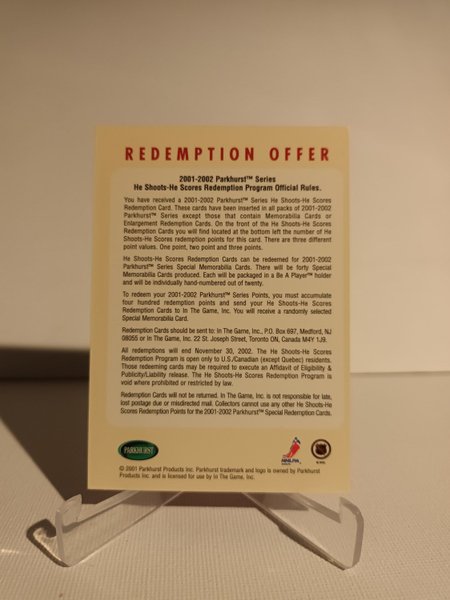 REDEMPTION OFFER
2001-2002 Parkhurst™ Series
He Shoots-He Scores Redemption Program Official Rules.
You have received a 2001-2002 Parkhurst™ Series He Shoots-He Scores
Redemption Card. These cards have been inserted in all packs of 2001-2002
Parkhurst™ Series except those that contain Memorabilia Cards or
Enlargement Redemption Cards. On the front of the He Shoots-He Scores
Redemption Cards you will find located at the bottom left the number of He
Shoots-He Scores redemption points for this card. There are three different
point values. One point, two point and three points.
He Shoots-He Scores Redemption Cards can be redeemed for 2001-2002
Parkhurst™ Series Special Memorabilia Cards. There will be forty Special
Memorabilia Cards produced. Each will be packaged in a Be A Player™ holder
and will be individually hand-numbered out of twenty.
To redeem your 2001-2002 Parkhurst™ Series Points, you must accumulate
four hundred redemption points and send your He Shoots-He Scores
Redemption Cards to In The Game, Inc. You will receive a randomly selected
Special Memorabilia Card.
Redemption Cards should be sent to: In The Game, Inc., P.O. Box 697, Medford, NJ
08055 or In The Game, Inc. 22 St. Joseph Street, Toronto ON, Canada M4Y 1J9.
All redemptions will end November 30, 2002. The He Shoots-He Scores
Redemption Program is open only to U.S./Canadian (except Quebec) residents.
Those redeeming cards may be required to execute an Affidavit of Eligibility &
Publicity/Liability release. The He Shoots-He Scores Redemption Program is
void where prohibited or restricted by law.
Redemption Cards will not be returned. In The Game, Inc. is not responsible for late,
lost postage due or misdirected mail. Collectors cannot use any other He Shoots-He
Scores Redemption Points for the 2001-2002 Parkhurst™ Special Redemption Cards.
PARKHURST
NHLPA
© 2001 Parkhurst Products Inc. Parkhurst trademark and logo is owned by Parkhurst
Products Inc. and is licensed for use by In The Game, Inc.